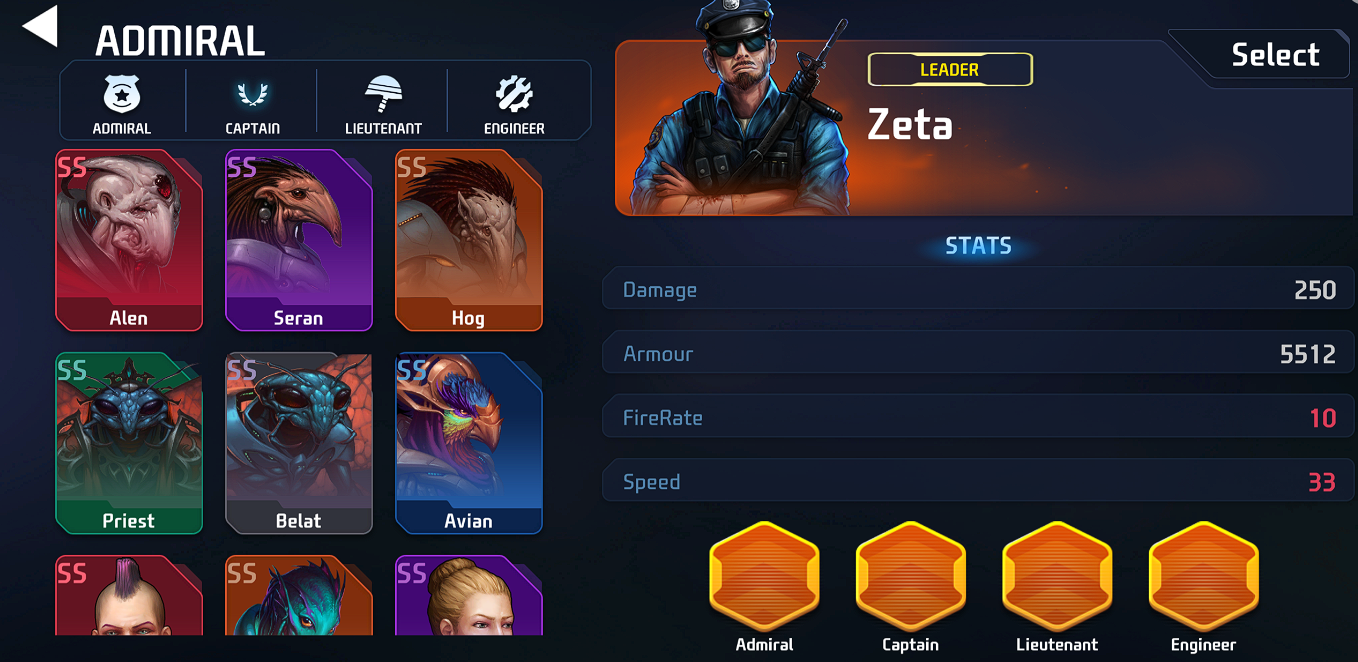 ADMIRAL
ADMIRAL
CAPTAIN
LIEUTENANT
ENGINEER
SS
SS
SS
Alen
Seran
Hog
SS
SS
SS
Priest
Belat
Avian
SS
SS
SS
LEADER
Zeta
Select
STATS
Damage 250
Armour 5512
FireRate 10
Speed 33
Admiral
Captain
Lieutenant
Engineer